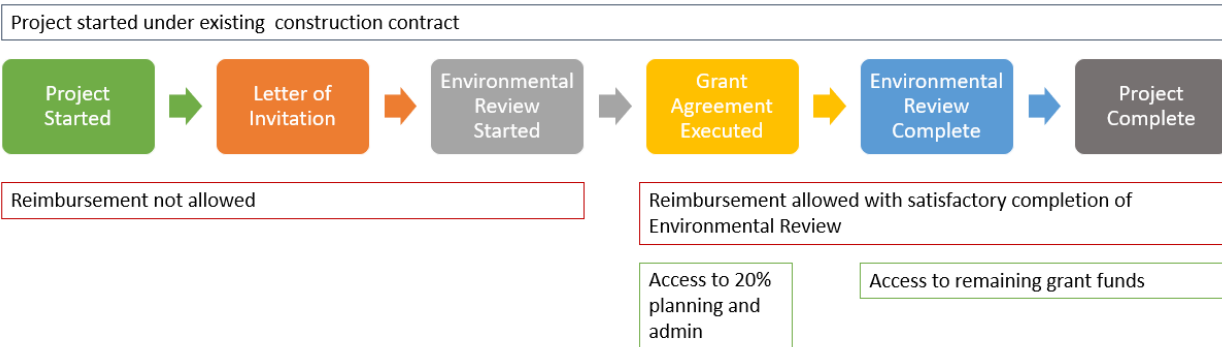 Project started under existing construction contract
Project
Started
Letter of
Invitation
Environmental
Review
Started
Grant
Agreement
Executed
Environmental
Review
Complete
Project
Complete
Reimbursement not allowed
Reimbursement allowed with satisfactory completion of
Environmental Review
Access to 20%
planning and
admin
Access to remaining grant funds